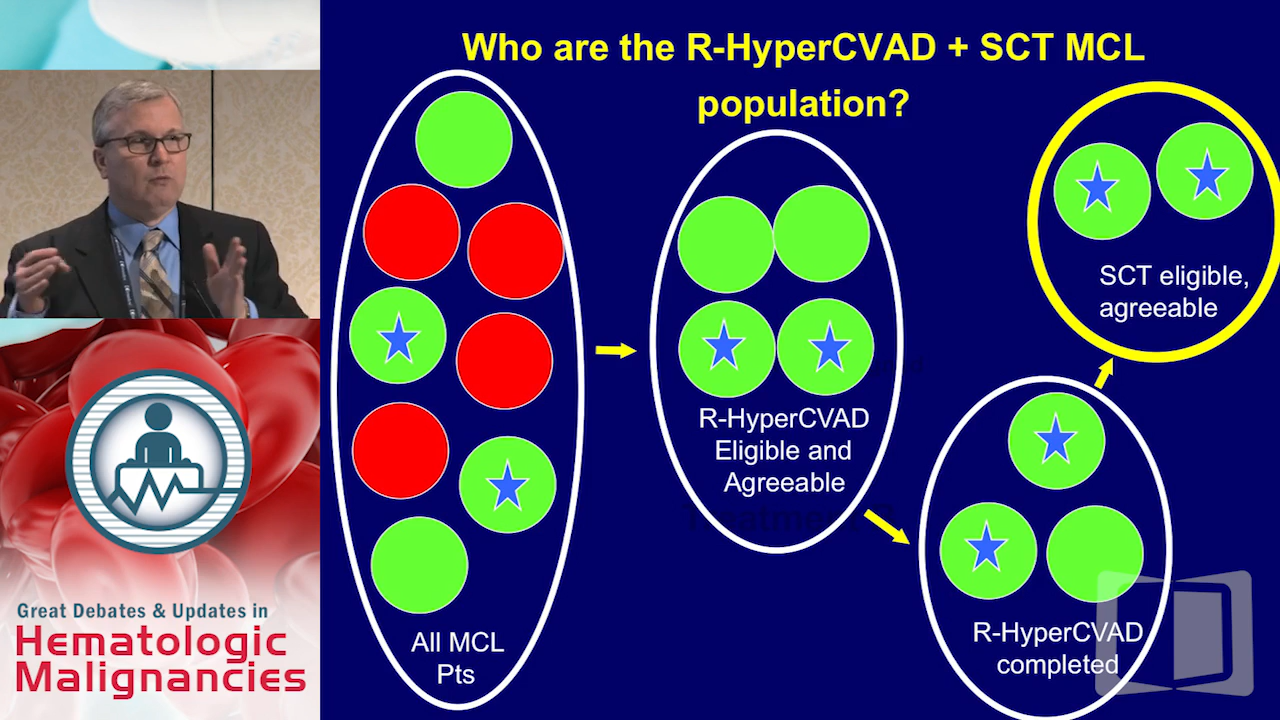 Who are the R-HyperCVAD + SCT MCL
population?
All MCL
Pts
R-HyperCVAD
Eligible and
Agreeable
R-HyperCVAD
completed
SCT eligible,
agreeable
Great Debates & Updates in
Hematologic
Malignancies